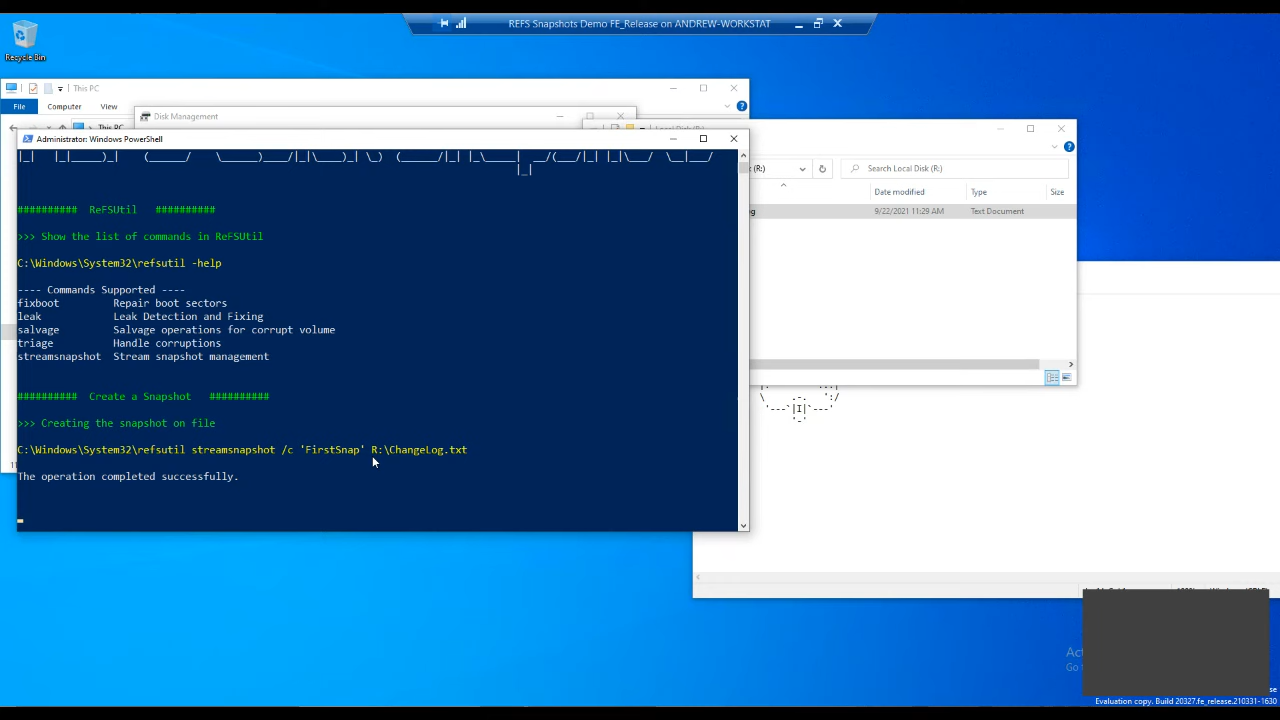 REFS Snapshots Demo FE_Release on ANDREW-WORKSTAT
Recycle Bin
This PC
File Computer View
This PC
Disk Management
Local Disk (R:)
Administrator: Windows PowerShell
(R:)
Search Local Disk (R:)
Date modified Type Size
9/22/2021 11:29 AM Text Document
########## ReFSUtil ##########
>>> Show the list of commands in ReFSUtil
C:\Windows\System32\refsutil -help
---- Commands Supported ----
fixboot Repair boot sectors
leak Leak Detection and Fixing
salvage Salvage operations for corrupt volume
triage Handle corruptions
streamsnapshot Stream snapshot management
########## Create a Snapshot ##########
>>> Creating the snapshot on file
C:\Windows\System32\refsutil streamsnapshot /c 'FirstSnap' R:\ChangeLog.txt
The operation completed successfully.
Evaluation copy. Build 20327.fe_release.210331-1630